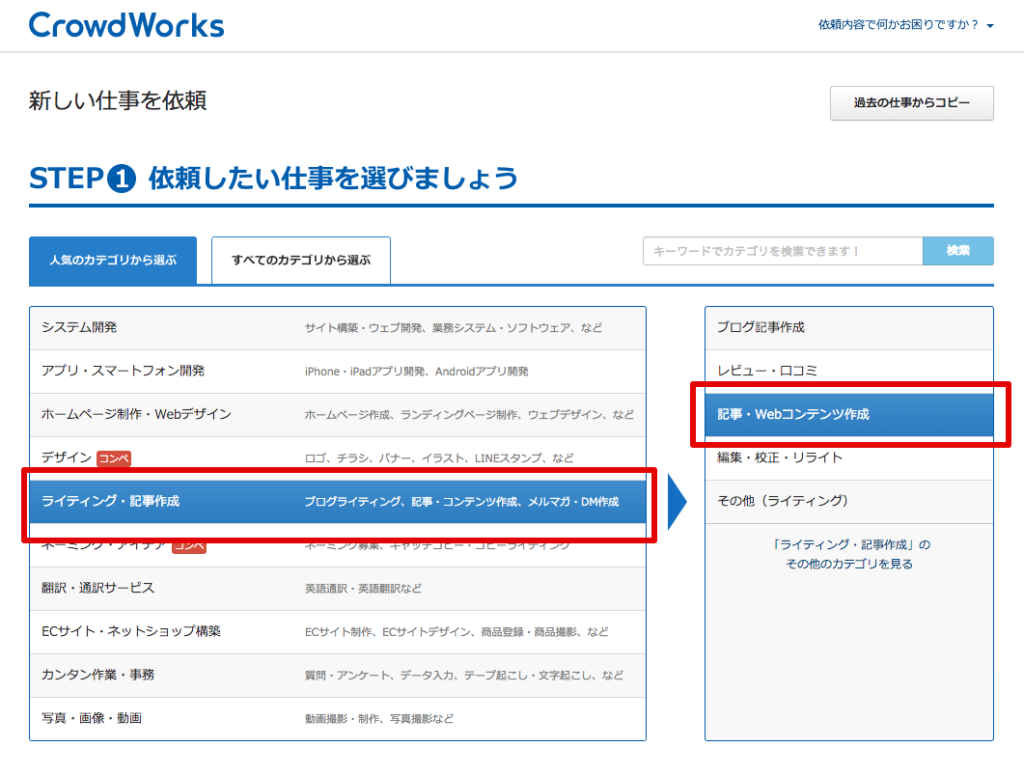 CrowdWorks
依頼内容で何かお困りですか？
新しい仕事を依頼
過去の仕事からコピー
STEP❶ 依頼したい仕事を選びましょう
人気のカテゴリから選ぶ
すべてのカテゴリから選ぶ
キーワードでカテゴリを検索できます！
検索
システム開発 サイト構築・ウェブ開発、業務システム・ソフトウェア、など
アプリ・スマートフォン開発 iPhone・iPadアプリ開発、Androidアプリ開発
ホームページ制作・Webデザイン ホームページ作成、ランディングページ制作、ウェブデザイン、など
デザイン コンペ ロゴ、チラシ、バナー、イラスト、LINEスタンプ、など
ライティング・記事作成 ブログライティング、記事・コンテンツ作成、メルマガ・DM作成
ネーミング・アイデア コンペ ネーミング募集、キャッチコピー・コピーライティング
翻訳・通訳サービス 英語通訳・英語翻訳など
ECサイト・ネットショップ構築 ECサイト制作、ECサイトデザイン、商品登録・商品撮影、など
カンタン作業・事務 質問・アンケート、データ入力、テープ起こし・文字起こし、など
写真・画像・動画 動画撮影・制作、写真撮影など
ブログ記事作成
レビュー・口コミ
記事・Webコンテンツ作成
編集・校正・リライト
その他（ライティング）
「ライティング・記事作成」の
その他のカテゴリを見る